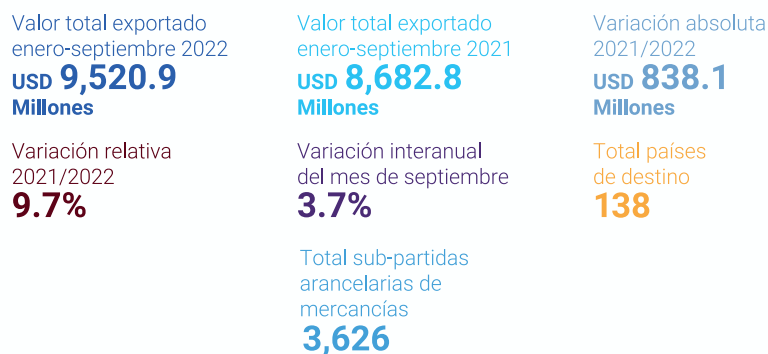 Valor total exportado
enero-septiembre 2022
USD 9,520.9
Millones
Valor total exportado
enero-septiembre 2021
USD 8,682.8
Millones
Variación absoluta
2021/2022
USD 838.1
Millones
Variación relativa
2021/2022
9.7%
Variación interanual
del mes de septiembre
3.7%
Total países
de destino
138
Total sub-partidas
arancelarias de
mercancías
3,626